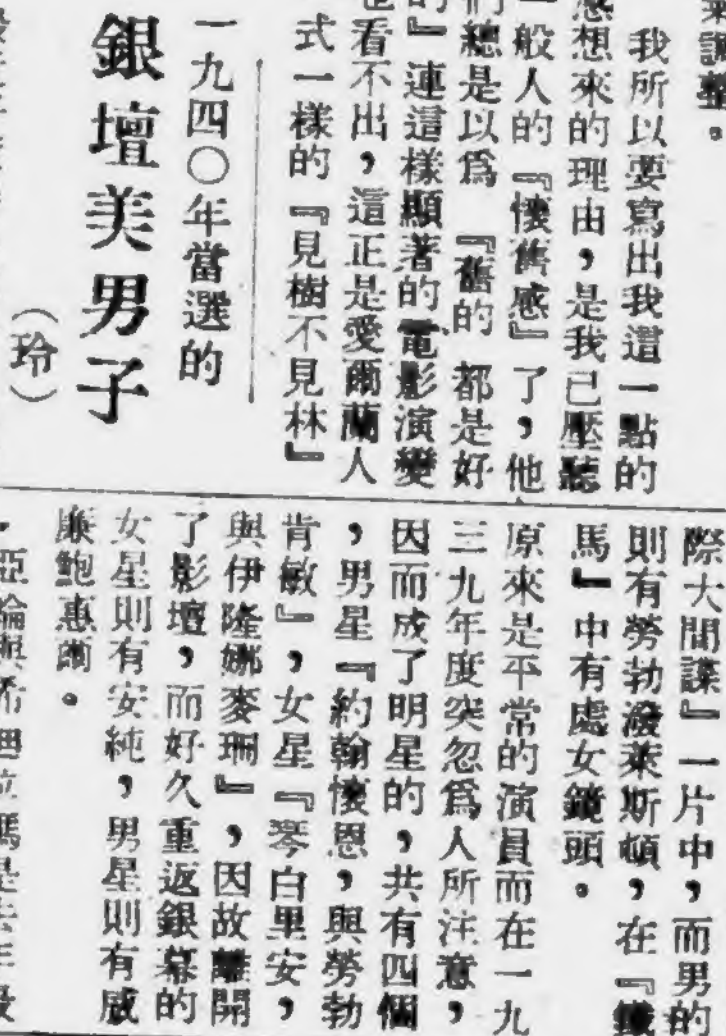 來調整。
我所以要寫出我這一點的
感想來的理由,是我已壓聽
一般人的『懷舊感』了,他
們總是以爲『舊的 都是好
的』連這樣顯著的電影演變
也看不出,這正是愛爾蘭人
式一樣的『見樹不見林』
一九四〇年當選的
銀壇美男子
(玲)
際大間諜』一片中,而男的
則有勞勃潑萊斯頓,在『
馬』中有處女鏡頭。
原來是平常的演員而在一九
三九年度突忽爲人所注意,
因而成了明星的,共有四個
,男星『約翰懷恩,與勞勃
肯敏』,女星『琴白里安,
與伊隆娜麥珊』,因故離開
了影壇,而好久重返銀幕的
女星則有安純,男星則有威
廉鮑惠蘭。